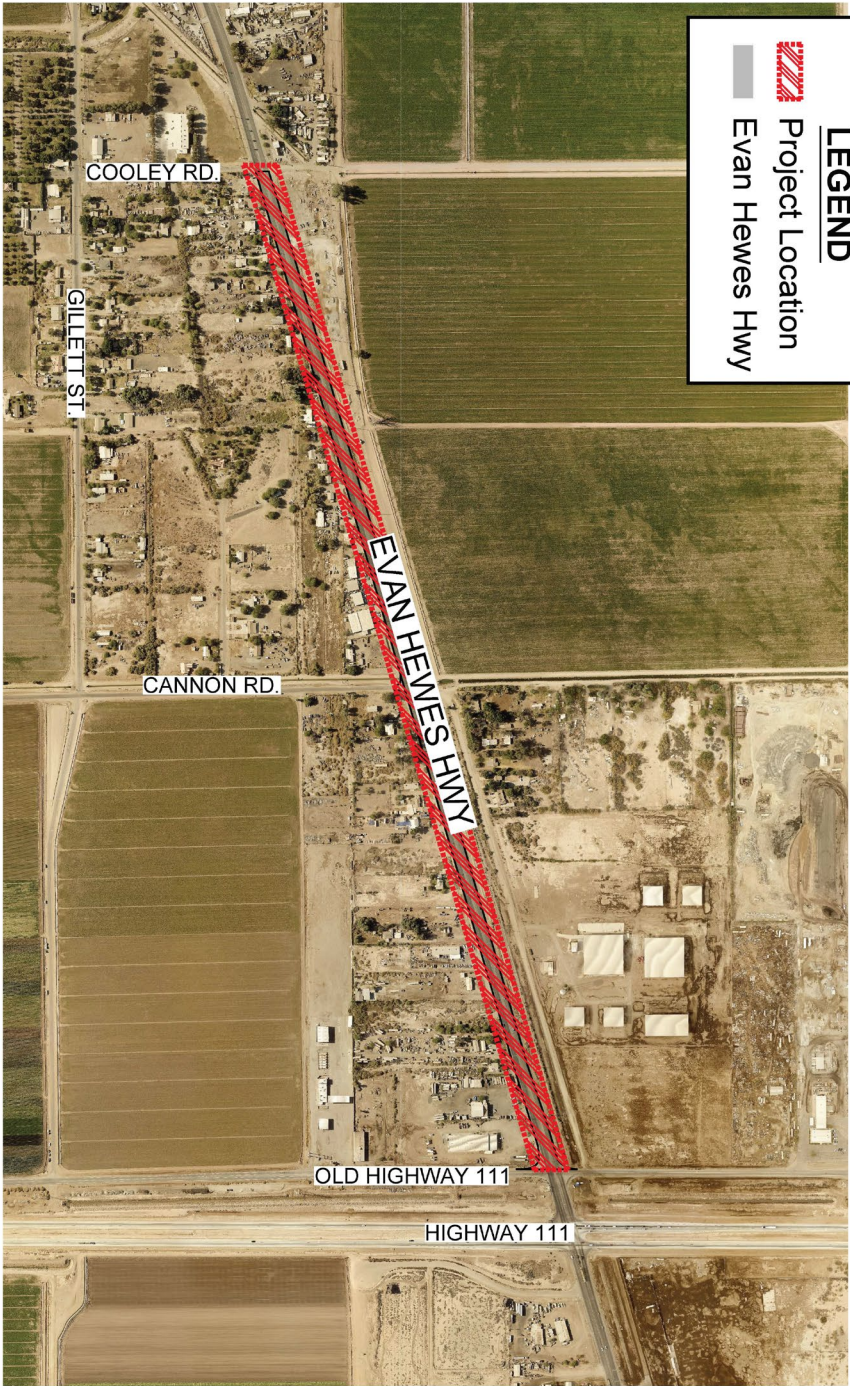 LEGEND
Project Location
Evan Hewes Hwy
COOLEY RD.
GILLETT ST.
EVAN HEWES HWY
CANNON RD.
OLD HIGHWAY 111
HIGHWAY 111